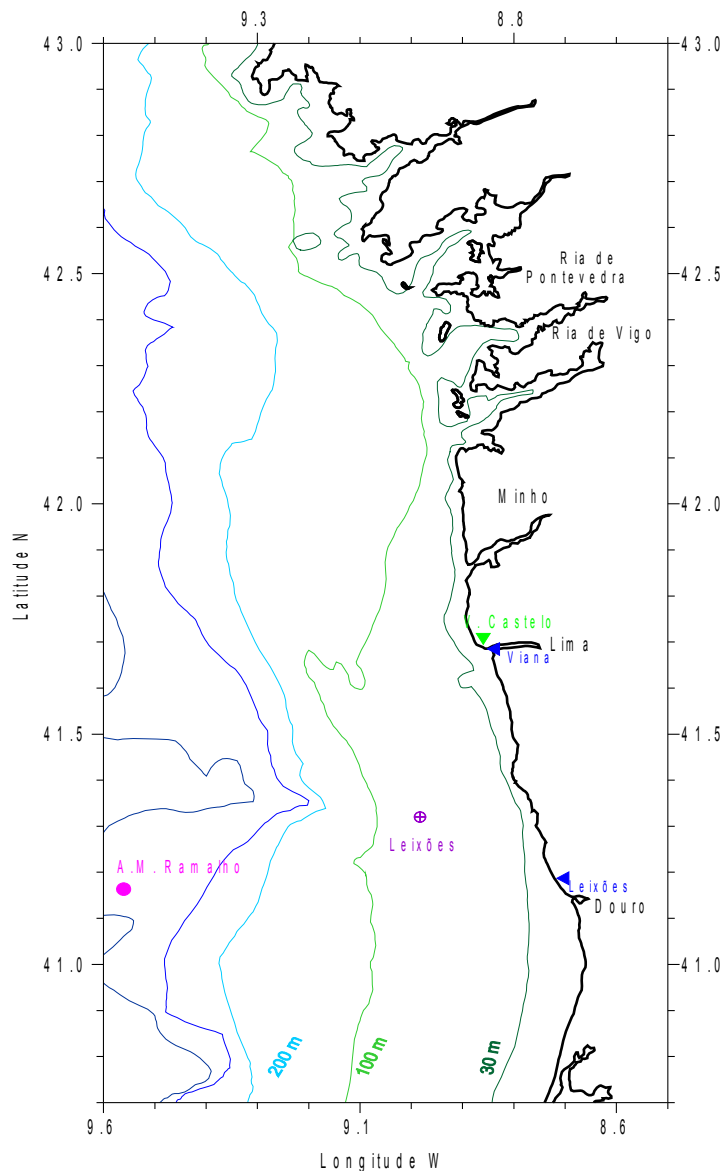 9.3 8.8
43.0 43.0
Ria de
Pontevedra
42.5 42.5
Ria de Vigo
Minho
42.0 42.0
Latitude N
. Castelo
Lima
Viana
41.5 41.5
Leixões
A.M. Ramalho
Leixões
Douro
41.0 41.0
200 m 100 m 30 m
9.6 9.1 8.6
Longitude W